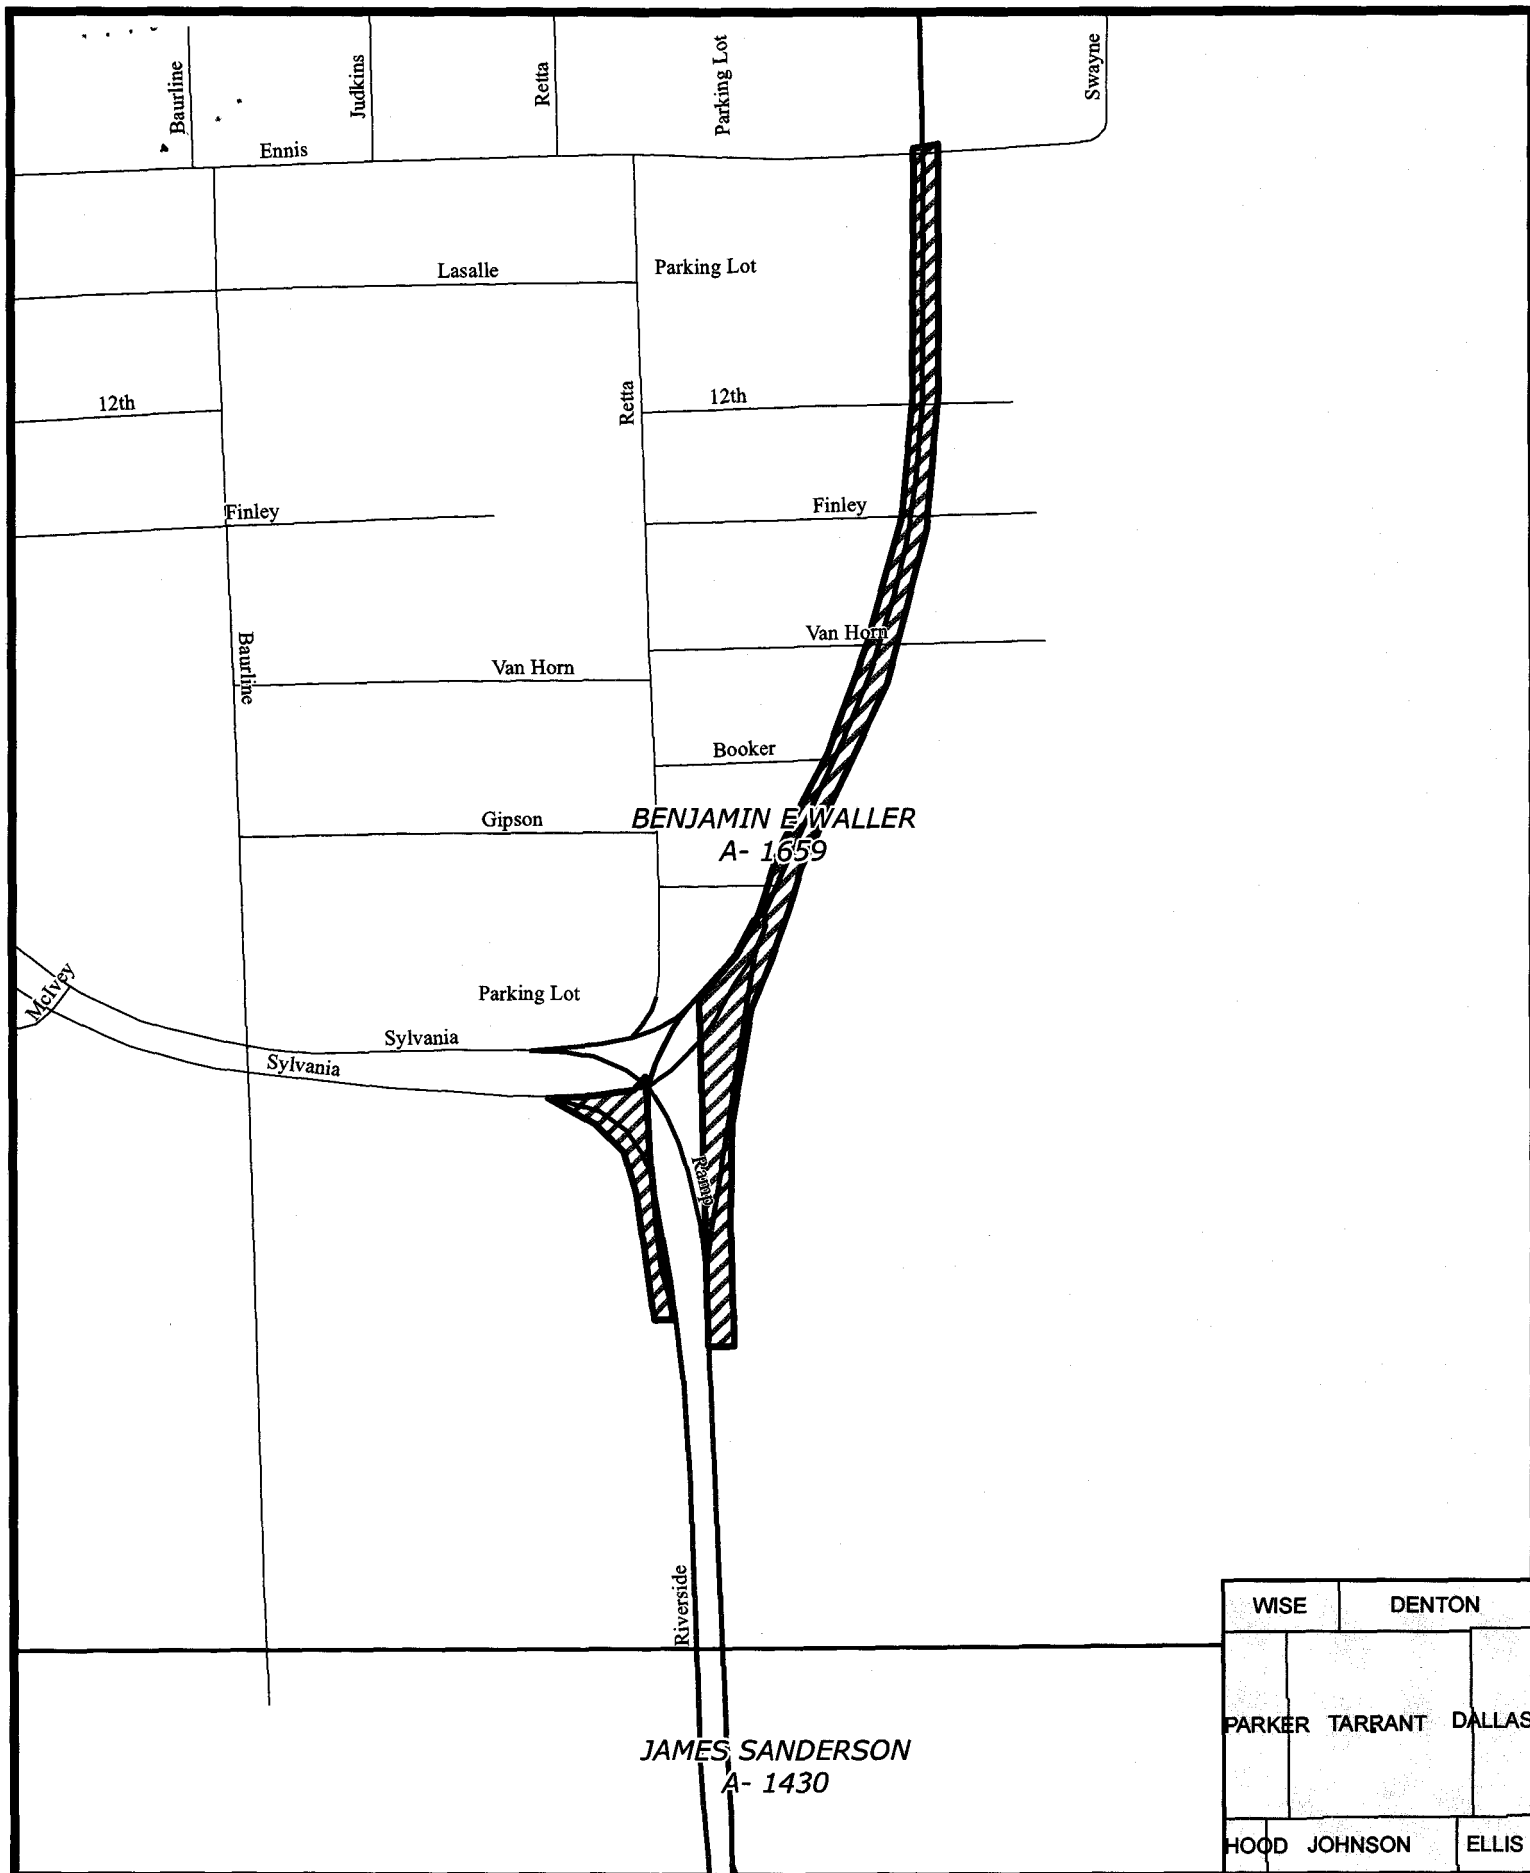 Baurline
Judkins
Retta
Parking Lot
Swayne
Ennis
Lasalle
Parking Lot
12th
Retta
12th
Finley
Finley
Baurline
Van Horn
Van Horn
Booker
Gipson
BENJAMIN E WALLER
A- 1659
McIvey
Parking Lot
Sylvania
Sylvania
Ramp
Riverside
WISE DENTON
PARKER TARRANT DALLAS
HOOD JOHNSON ELLIS
JAMES SANDERSON
A- 1430